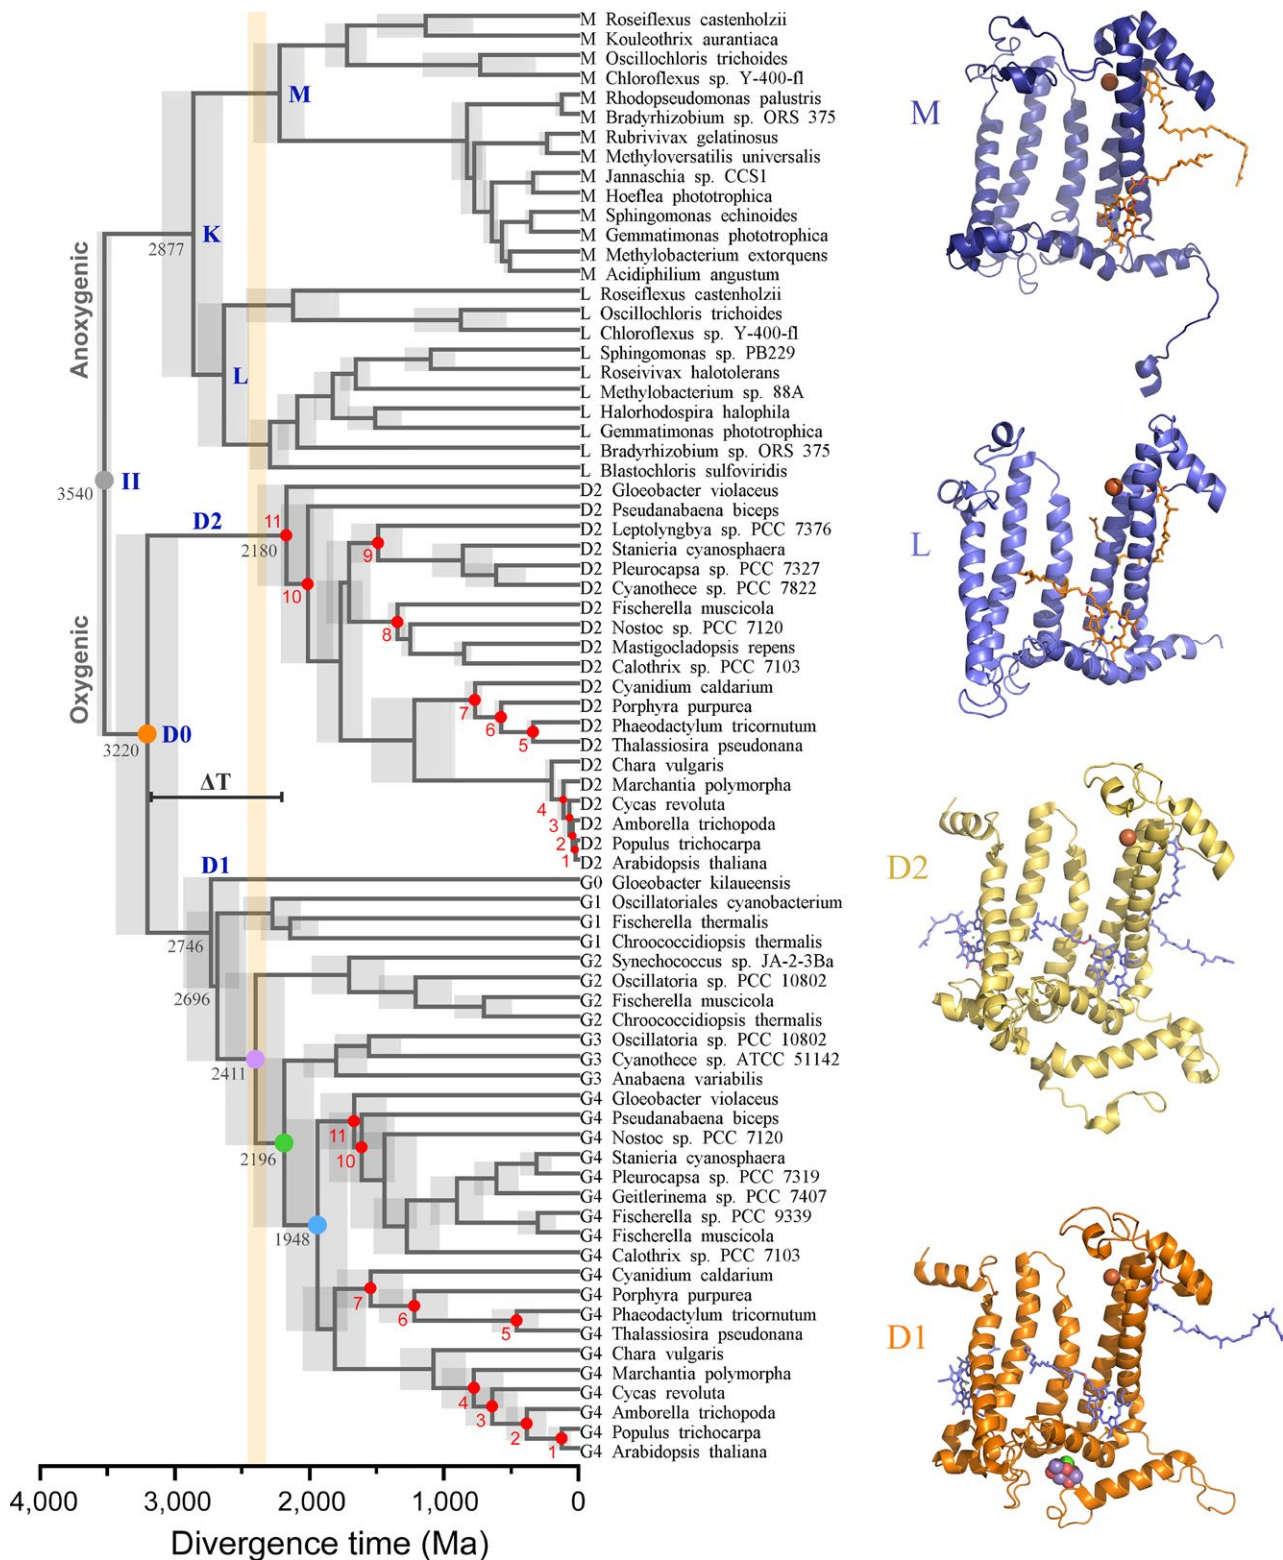 M Roseiflexus castenholzii
M Kouleothrix aurantiaca
M Oscillochloris trichoides
M Chloroflexus sp. Y-400-fl
M Rhodopseudomonas palustris
M Bradyrhizobium sp. ORS 375
M Rubrivivax gelatinosus
M Methyloversatilis universalis
M Jannaschia sp. CCS1
M Hoeflea phototrophica
M Sphingomonas echinoides
M Gemmatimonas phototrophica
M Methylobacterium extorquens
M Acidiphilium angustum
L Roseiflexus castenholzii
L Oscillochloris trichoides
L Chloroflexus sp. Y-400-fl
L Sphingomonas sp. PB229
L Roseivivax halotolerans
L Methylobacterium sp. 88A
L Halorhodospira halophila
L Gemmatimonas phototrophica
L Bradyrhizobium sp. ORS 375
L Blastochloris sulfoviridis
D2 Gloeobacter violaceus
D2 Pseudanabaena biceps
D2 Leptolyngbya sp. PCC 7376
D2 Stanieria cyanosphaera
D2 Pleurocapsa sp. PCC 7327
D2 Cyanothece sp. PCC 7822
D2 Fischerella muscicola
D2 Nostoc sp. PCC 7120
D2 Mastigocladopsis repens
D2 Calothrix sp. PCC 7103
D2 Cyanidium caldarium
D2 Porphyra purpurea
D2 Phaeodactylum tricornutum
D2 Thalassiosira pseudonana
D2 Chara vulgaris
D2 Marchantia polymorpha
D2 Cycas revoluta
D2 Amborella trichopoda
D2 Populus trichocarpa
D2 Arabidopsis thaliana
G0 Gloeobacter kilaueensis
G1 Oscillatoriales cyanobacterium
G1 Fischerella thermalis
G1 Chroococcidiopsis thermalis
G2 Synechococcus sp. JA-2-3Ba
G2 Oscillatoria sp. PCC 10802
G2 Fischerella muscicola
G2 Chroococcidiopsis thermalis
G3 Oscillatoria sp. PCC 10802
G3 Cyanothece sp. ATCC 51142
G3 Anabaena variabilis
G4 Gloeobacter violaceus
G4 Pseudanabaena biceps
G4 Nostoc sp. PCC 7120
G4 Stanieria cyanosphaera
G4 Pleurocapsa sp. PCC 7319
G4 Geitlerinema sp. PCC 7407
G4 Fischerella sp. PCC 9339
G4 Fischerella muscicola
G4 Calothrix sp. PCC 7103
G4 Cyanidium caldarium
G4 Porphyra purpurea
G4 Phaeodactylum tricornutum
G4 Thalassiosira pseudonana
G4 Chara vulgaris
G4 Marchantia polymorpha
G4 Cycas revoluta
G4 Amborella trichopoda
G4 Populus trichocarpa
G4 Arabidopsis thaliana
Anoxygenic
Oxygenic
M
K
2877
L
II
3540
D2
11
2180
10
9
8
7
6
5
4
3
2
1
D0
3220
ΔT
D1
2746
2696
2411
2196
1948
11
10
7
6
5
4
3
2
1
4,000
3,000
2,000
1,000
0
Divergence time (Ma)
M
L
D2
D1